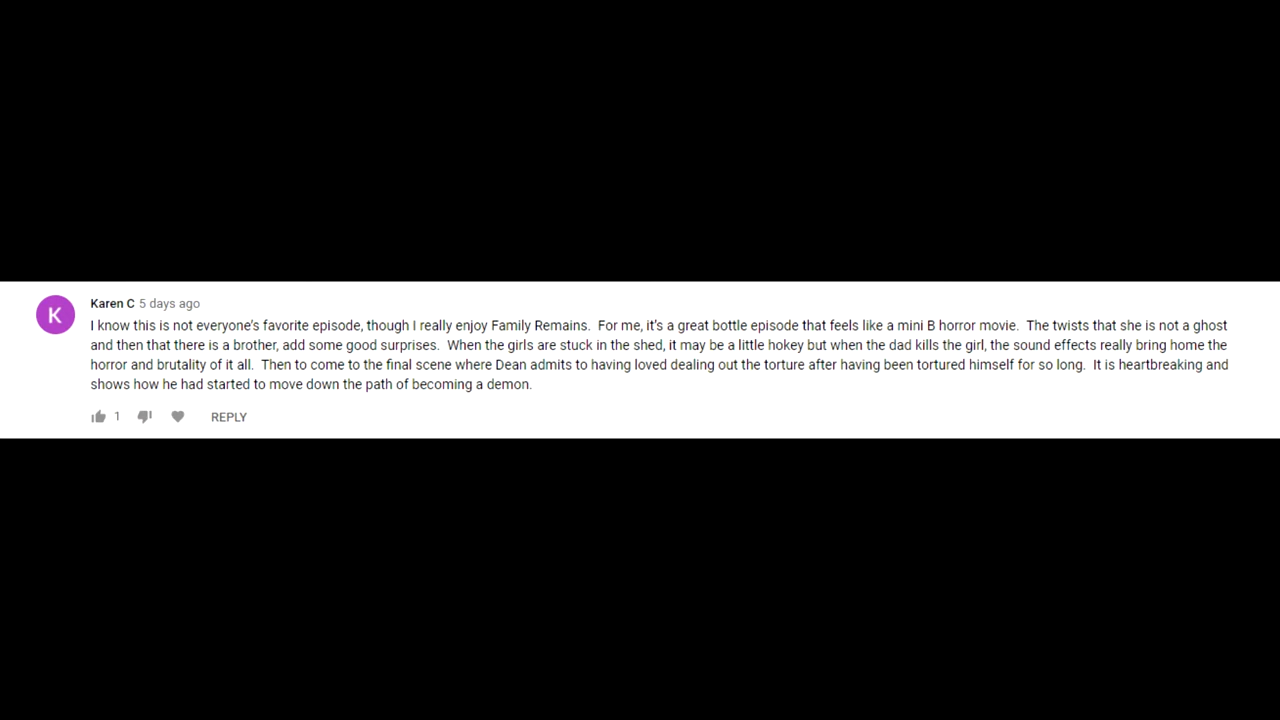 Karen C 5 days ago
I know this is not everyone's favorite episode, though I really enjoy Family Remains.  For me, it's a great bottle episode that feels like a mini B horror movie.  The twists that she is not a ghost
and then that there is a brother, add some good surprises.  When the girls are stuck in the shed, it may be a little hokey but when the dad kills the girl, the sound effects really bring home the
horror and brutality of it all.  Then to come to the final scene where Dean admits to having loved dealing out the torture after having been tortured himself for so long.  It is heartbreaking and
shows how he had started to move down the path of becoming a demon.
1 REPLY
K